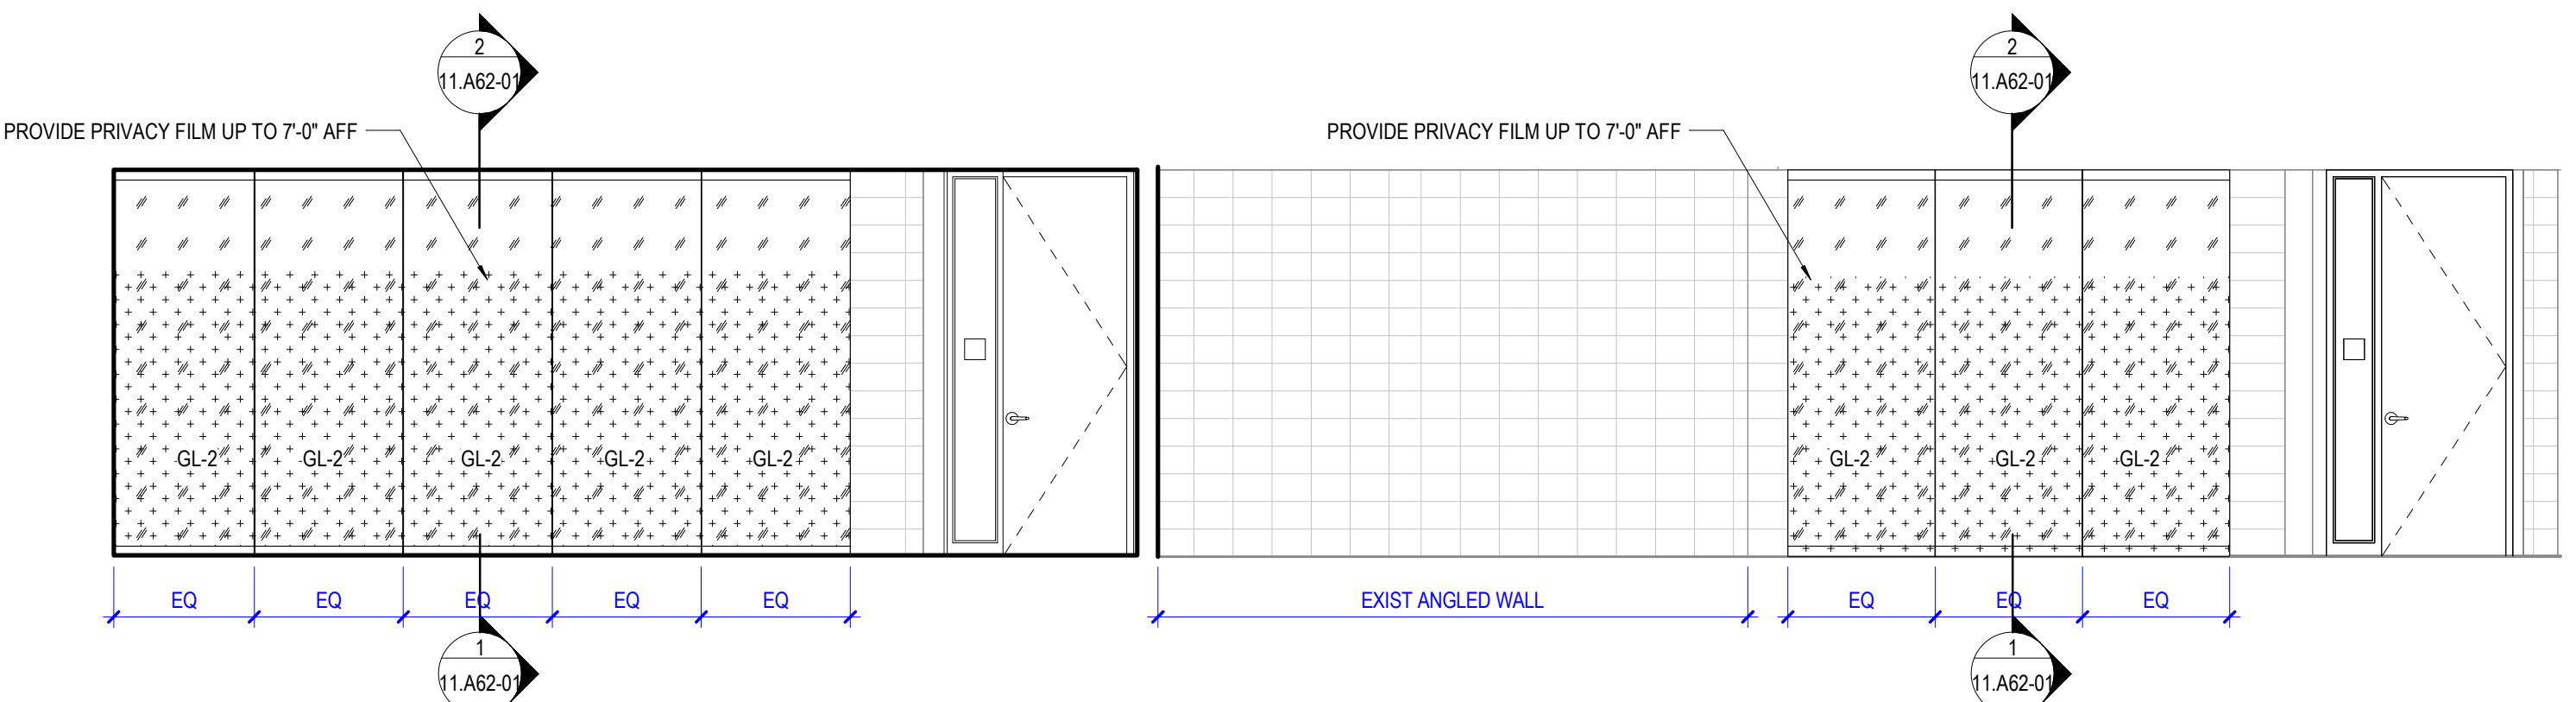 2
11.A62-01
2
11.A62-01
PROVIDE PRIVACY FILM UP TO 7'-0" AFF
PROVIDE PRIVACY FILM UP TO 7'-0" AFF
GL-2
GL-2
GL-2
GL-2
GL-2
GL-2
GL-2
GL-2
EQ
EQ
EQ
EQ
EQ
EXIST ANGLED WALL
EQ
EQ
EQ
1
11.A62-01
1
11.A62-01